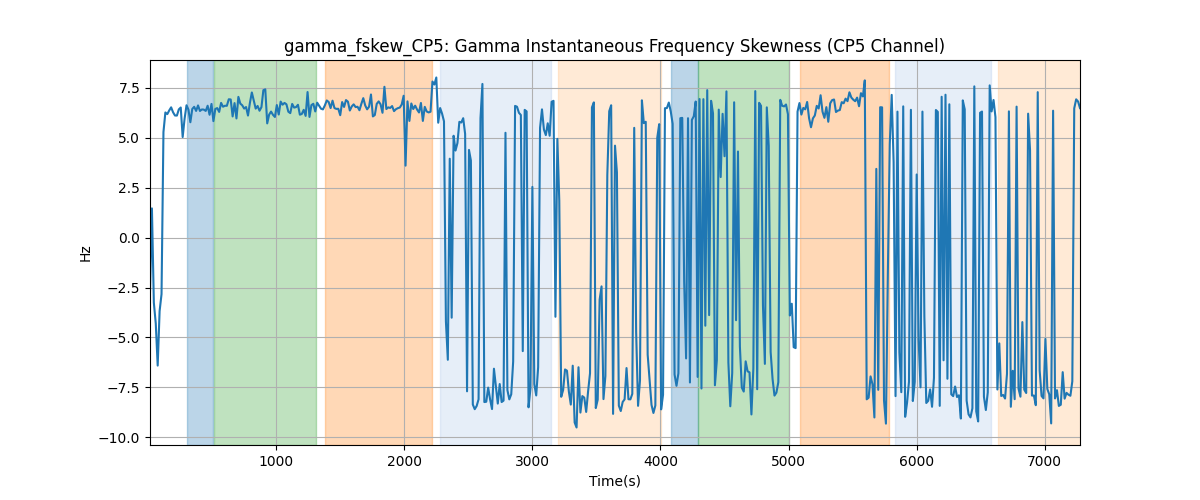 gamma_fskew_CP5: Gamma Instantaneous Frequency Skewness (CP5 Channel)
7.5
5.0
2.5
0.0
−2.5
−5.0
−7.5
−10.0
Hz
1000 2000 3000 4000 5000 6000 7000
Time(s)